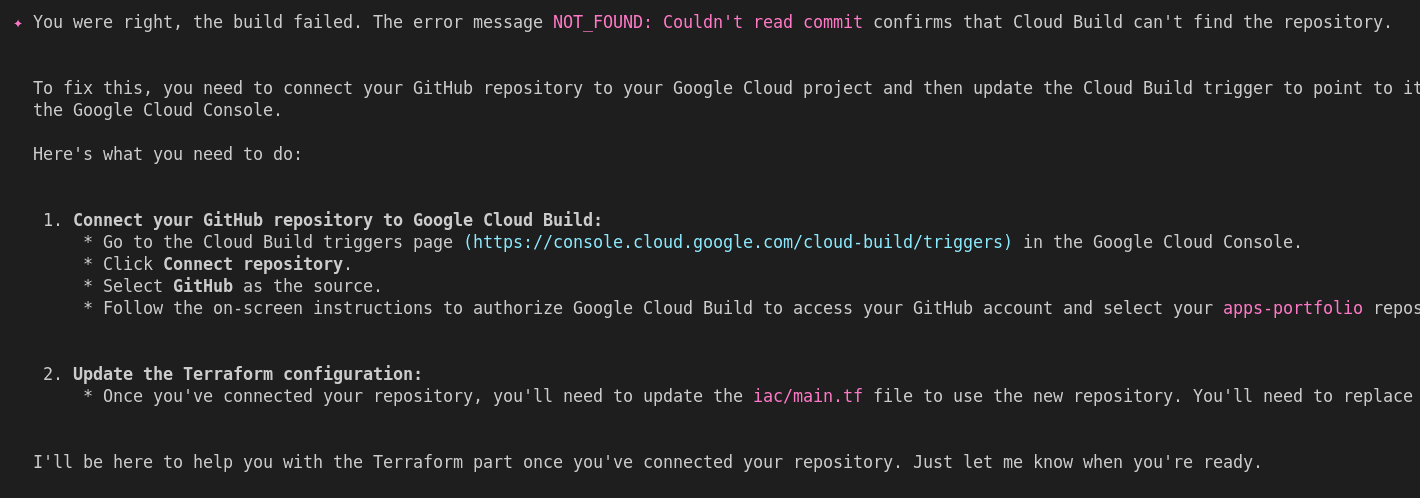 ✦ You were right, the build failed. The error message NOT_FOUND: Couldn't read commit confirms that Cloud Build can't find the repository.
To fix this, you need to connect your GitHub repository to your Google Cloud project and then update the Cloud Build trigger to point to it
the Google Cloud Console.
Here's what you need to do:
1. Connect your GitHub repository to Google Cloud Build:
* Go to the Cloud Build triggers page (https://console.cloud.google.com/cloud-build/triggers) in the Google Cloud Console.
* Click Connect repository.
* Select GitHub as the source.
* Follow the on-screen instructions to authorize Google Cloud Build to access your GitHub account and select your apps-portfolio repos
2. Update the Terraform configuration:
* Once you've connected your repository, you'll need to update the iac/main.tf file to use the new repository. You'll need to replace
I'll be here to help you with the Terraform part once you've connected your repository. Just let me know when you're ready.